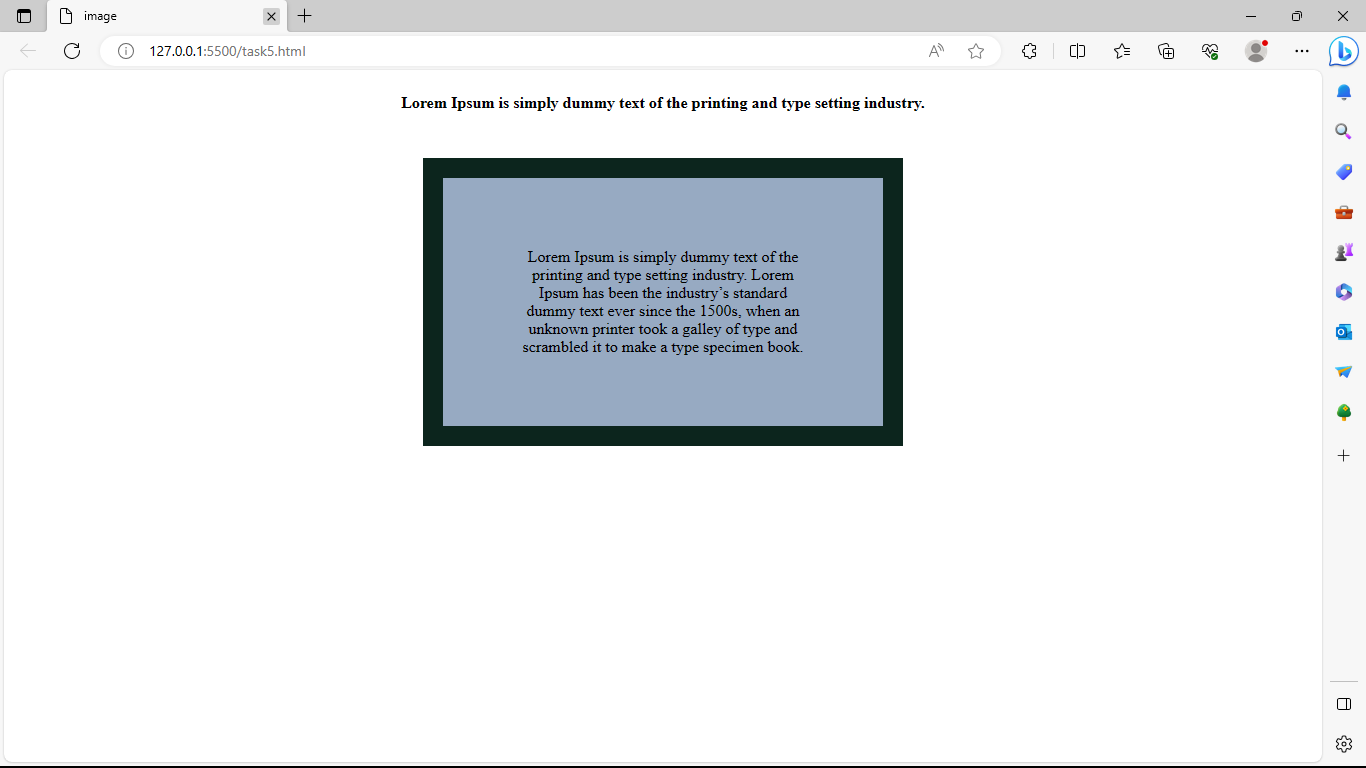 image
127.0.0.1:5500/task5.html
Lorem Ipsum is simply dummy text of the printing and type setting industry.
Lorem Ipsum is simply dummy text of the
printing and type setting industry. Lorem
Ipsum has been the industry’s standard
dummy text ever since the 1500s, when an
unknown printer took a galley of type and
scrambled it to make a type specimen book.